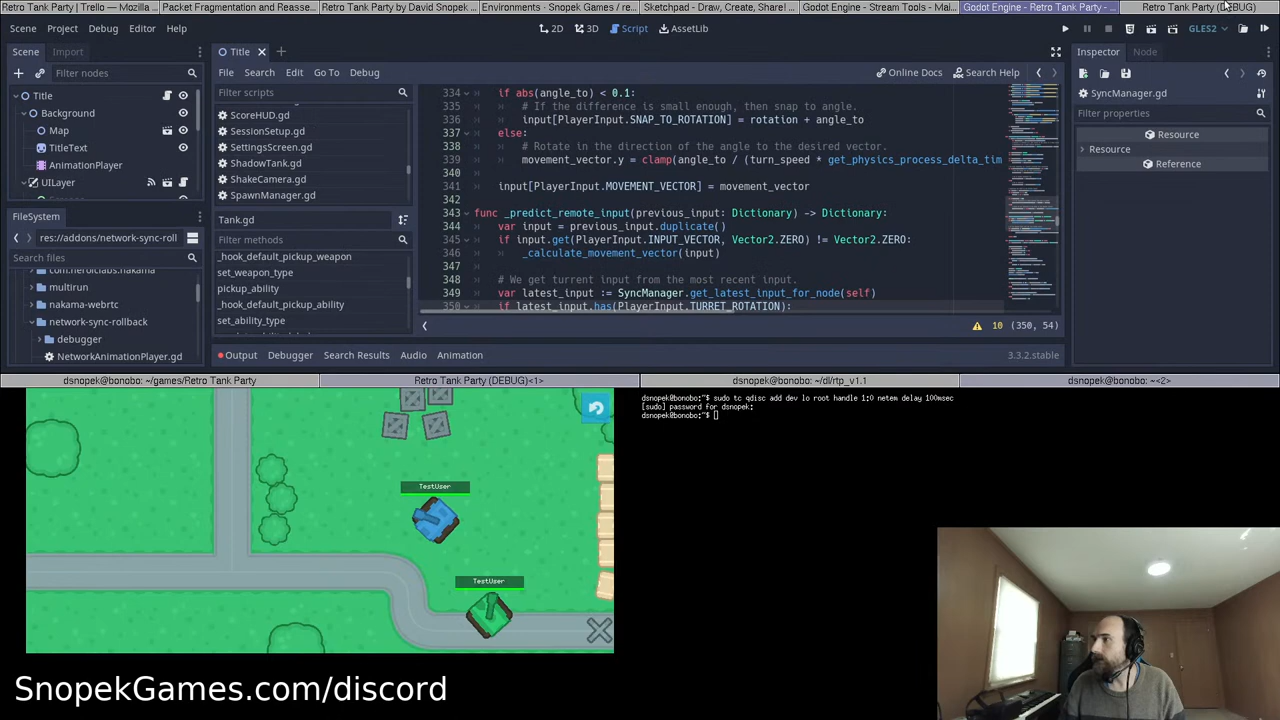 Retro Tank Party | Trello — Mozilla ...
Packet Fragmentation and Reasse...
Retro Tank Party by David Snopek ...
Environments · Snopek Games / re...
Sketchpad - Draw, Create, Share! ...
Godot Engine - Stream Tools - Mai...
Godot Engine - Retro Tank Party - ...
Retro Tank Party (DEBUG)
Scene Project Debug Editor Help
2D 3D Script AssetLib
GLES2
Scene Import
Filter nodes
Title
Background
Map
TitleText
AnimationPlayer
UILayer
FileSystem
res://addons/network-sync-roll
Search files
com.heroiclabs.nakama
multirun
nakama-webrtc
network-sync-rollback
debugger
NetworkAnimationPlayer.gd
Title
File Search Edit Go To Debug
Online Docs Search Help
Filter scripts
ScoreHUD.gd
SessionSetup.gd
SettingsScreen.gd
ShadowTank.gd
ShakeCamera.gd
SpawnManager.gd
Tank.gd
Filter methods
_hook_default_pickup_weapon
set_weapon_type
pickup_ability
_hook_default_pickup_ability
set_ability_type
334 if abs(angle_to) < 0.1:
335 # If the difference is small enough, then snap to angle.
336 input[PlayerInput.SNAP_TO_ROTATION] = rotation + angle_to
337 else:
338 # Rotate in the direction of the angle to the desired vector.
339 movement_vector.y = clamp(angle_to / turn_speed * get_physics_process_delta_tim
340
341 input[PlayerInput.MOVEMENT_VECTOR] = movement_vector
342
343 func _predict_remote_input(previous_input: Dictionary) -> Dictionary:
344 var input = previous_input.duplicate()
345 if input.get(PlayerInput.INPUT_VECTOR, Vector2.ZERO) != Vector2.ZERO:
346 _calculate_movement_vector(input)
347
348 # We get turrent input from the most recent input.
349 var latest_input := SyncManager.get_latest_input_for_node(self)
350 if latest_input.has(PlayerInput.TURRET_ROTATION):
10 (350, 54)
Output Debugger Search Results Audio Animation
3.3.2.stable
Inspector Node
SyncManager.gd
Filter properties
Resource
Resource
Reference
dsnopek@bonobo: ~/games/Retro Tank Party
Retro Tank Party (DEBUG)<1>
dsnopek@bonobo: ~/dl/rtp_v1.1
dsnopek@bonobo: ~<2>
TestUser
TestUser
dsnopek@bonobo:~$ sudo tc qdisc add dev lo root handle 1:0 netem delay 100msec
[sudo] password for dsnopek:
dsnopek@bonobo:~$
SnopekGames.com/discord